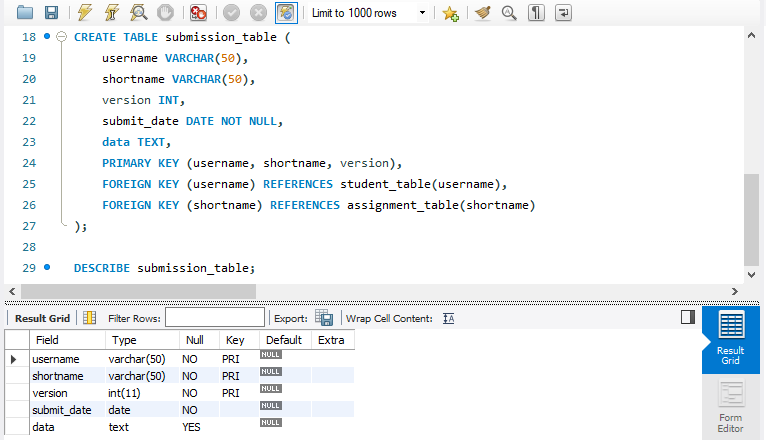 Limit to 1000 rows
18 CREATE TABLE submission_table (
19 username VARCHAR(50),
20 shortname VARCHAR(50),
21 version INT,
22 submit_date DATE NOT NULL,
23 data TEXT,
24 PRIMARY KEY (username, shortname, version),
25 FOREIGN KEY (username) REFERENCES student_table(username),
26 FOREIGN KEY (shortname) REFERENCES assignment_table(shortname)
27 );
28
29 DESCRIBE submission_table;
Result Grid Filter Rows: Export: Wrap Cell Content:
Field Type Null Key Default Extra
username varchar(50) NO PRI NULL
shortname varchar(50) NO PRI NULL
version int(11) NO PRI NULL
submit_date date NO NULL
data text YES NULL
Result
Grid
Form
Editor